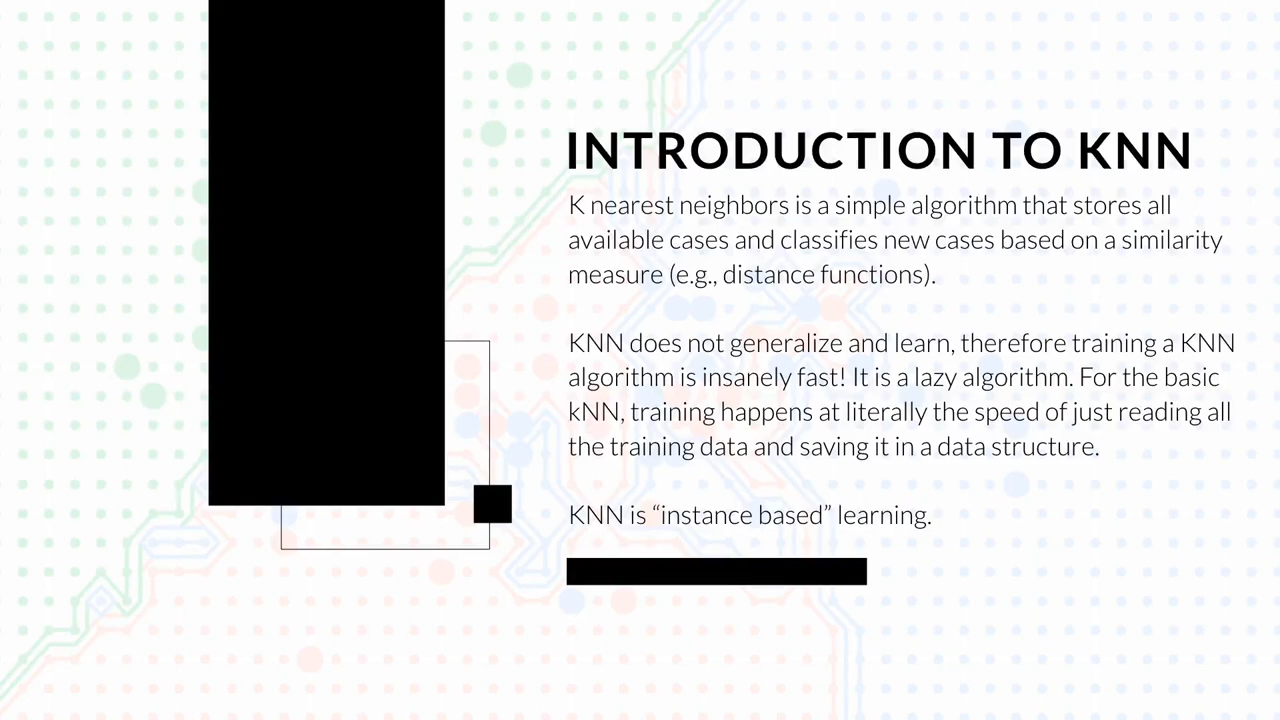 INTRODUCTION TO KNN
K nearest neighbors is a simple algorithm that stores all
available cases and classifies new cases based on a similarity
measure (e.g., distance functions).
KNN does not generalize and learn, therefore training a KNN
algorithm is insanely fast! It is a lazy algorithm. For the basic
kNN, training happens at literally the speed of just reading all
the training data and saving it in a data structure.
KNN is “instance based” learning.